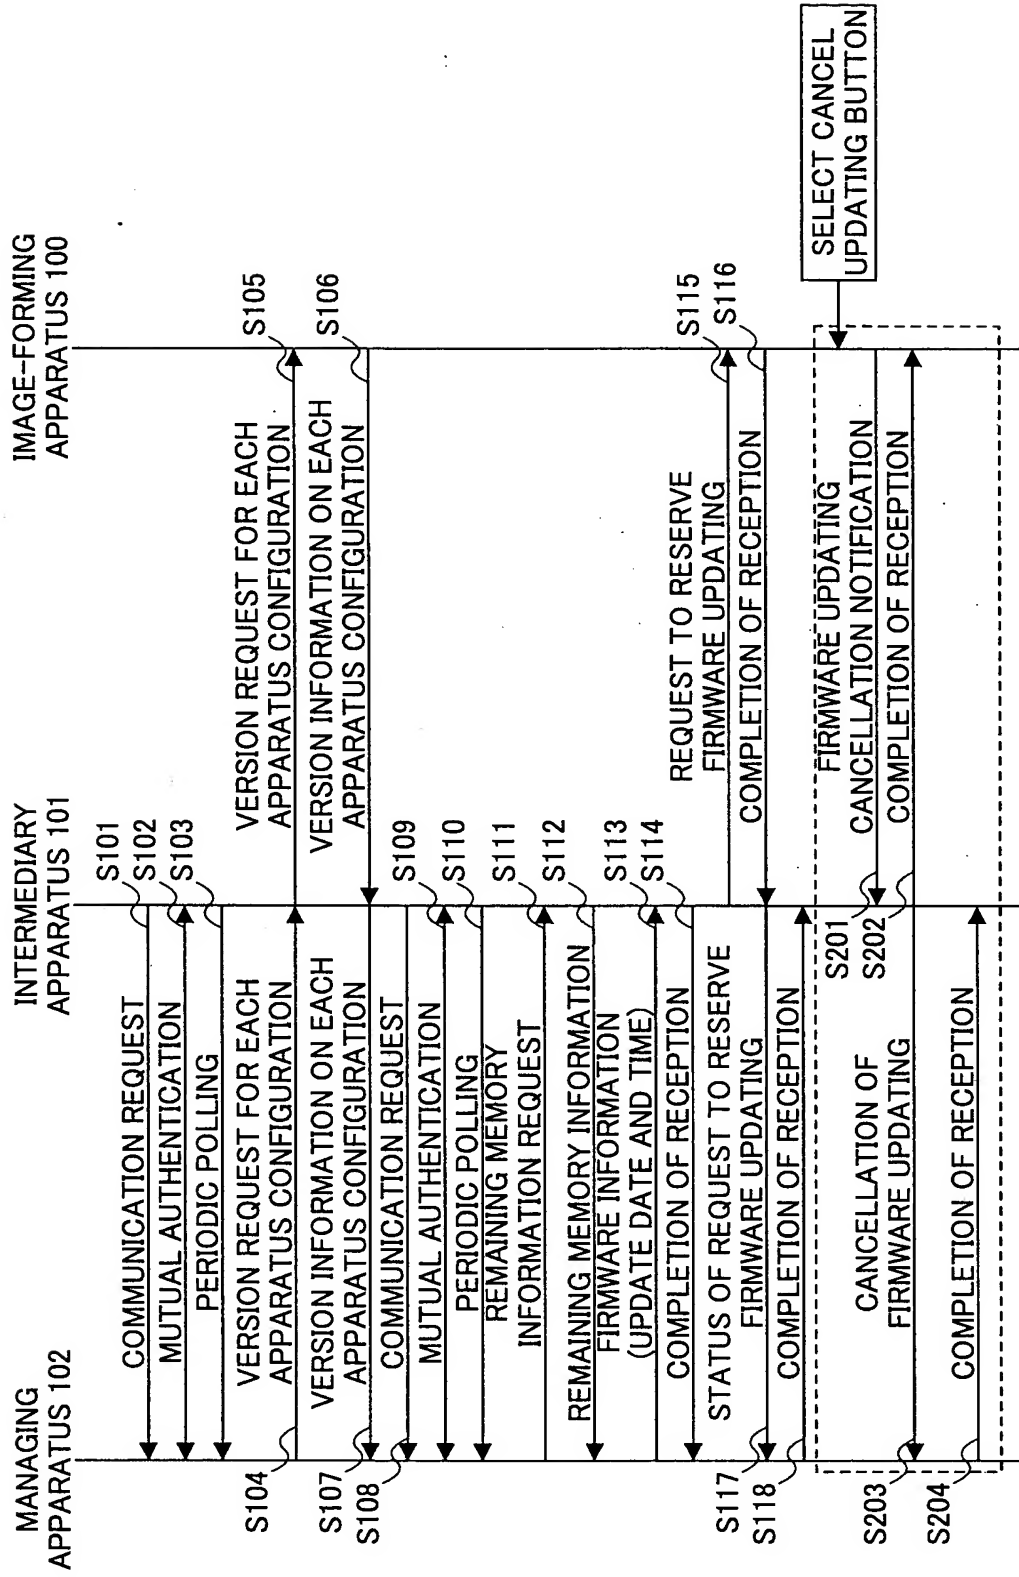 MANAGING
APPARATUS 102
INTERMEDIARY
APPARATUS 101
IMAGE-FORMING
APPARATUS 100
COMMUNICATION REQUEST
S101
MUTUAL AUTHENTICATION
S102
PERIODIC POLLING
S103
VERSION REQUEST FOR EACH
APPARATUS CONFIGURATION
S104
VERSION REQUEST FOR EACH
APPARATUS CONFIGURATION
S105
VERSION INFORMATION ON EACH
APPARATUS CONFIGURATION
S106
VERSION INFORMATION ON EACH
APPARATUS CONFIGURATION
S107
COMMUNICATION REQUEST
S108
MUTUAL AUTHENTICATION
S109
PERIODIC POLLING
S110
REMAINING MEMORY
INFORMATION REQUEST
S111
REMAINING MEMORY INFORMATION
S112
FIRMWARE INFORMATION
(UPDATE DATE AND TIME)
S113
COMPLETION OF RECEPTION
S114
REQUEST TO RESERVE
FIRMWARE UPDATING
S115
COMPLETION OF RECEPTION
S116
STATUS OF REQUEST TO RESERVE
FIRMWARE UPDATING
S117
COMPLETION OF RECEPTION
S118
SELECT CANCEL
UPDATING BUTTON
FIRMWARE UPDATING
CANCELLATION NOTIFICATION
S201
COMPLETION OF RECEPTION
S202
CANCELLATION OF
FIRMWARE UPDATING
S203
COMPLETION OF RECEPTION
S204